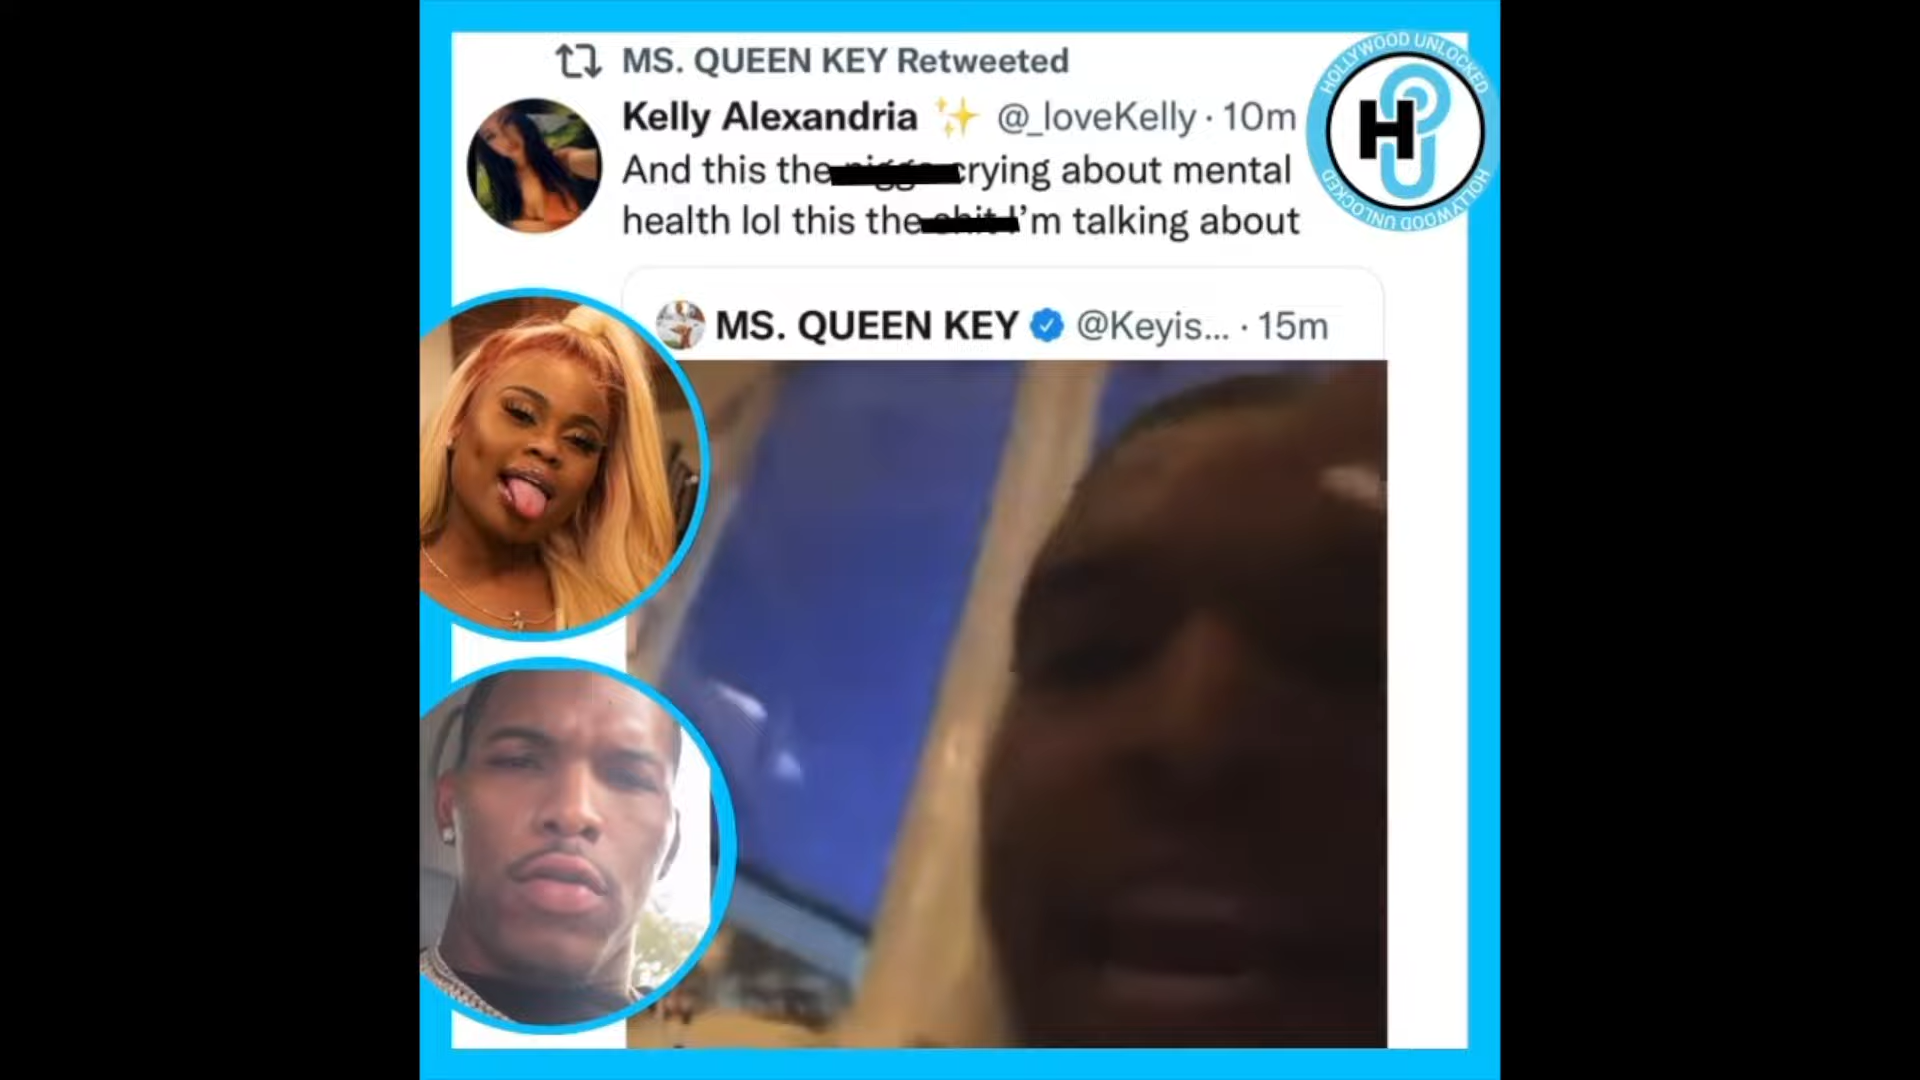 MS. QUEEN KEY Retweeted
Kelly Alexandria ✨ @_loveKelly · 10m
And this the crying about mental
health lol this the I'm talking about
MS. QUEEN KEY @Keyis... · 15m
HOLLYWOOD UNLOCKED
HU
HOLLYWOOD UNLOCKED